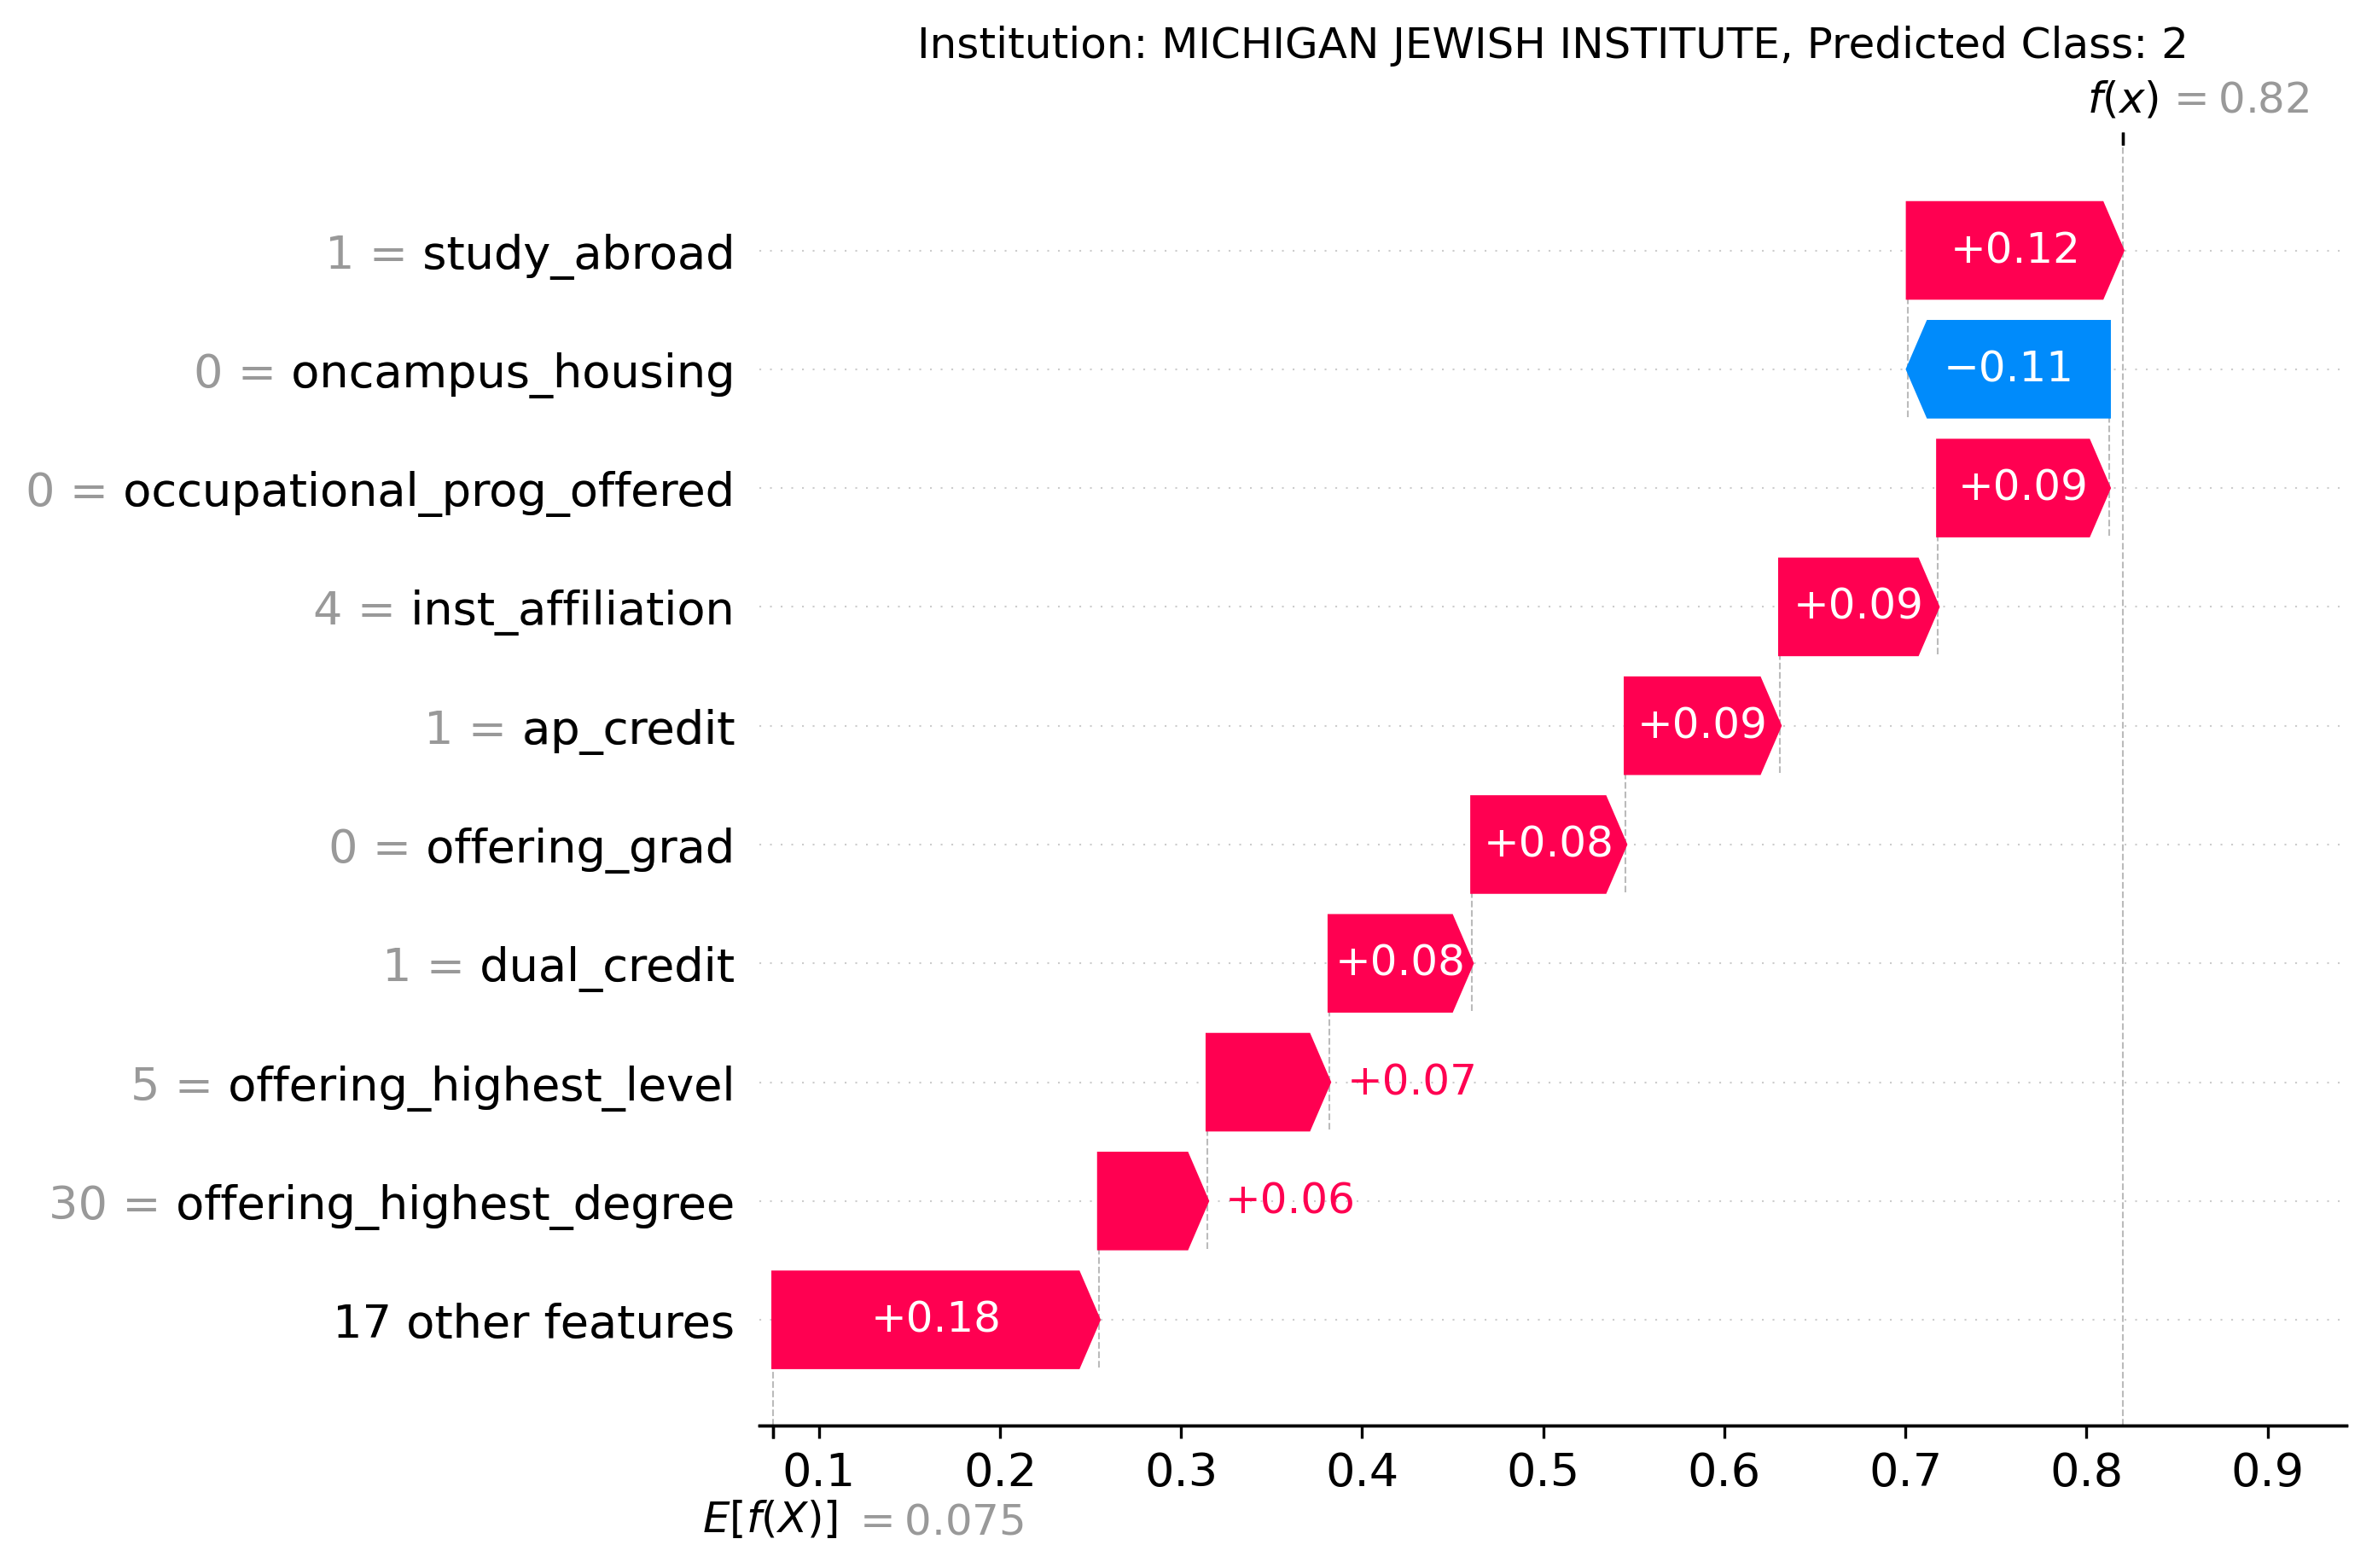 Institution: MICHIGAN JEWISH INSTITUTE, Predicted Class: 2
f(x) = 0.82
1 = study_abroad +0.12
0 = oncampus_housing −0.11
0 = occupational_prog_offered +0.09
4 = inst_affiliation +0.09
1 = ap_credit +0.09
0 = offering_grad +0.08
1 = dual_credit +0.08
5 = offering_highest_level +0.07
30 = offering_highest_degree +0.06
17 other features +0.18
0.1 0.2 0.3 0.4 0.5 0.6 0.7 0.8 0.9
E[f(X)] = 0.075